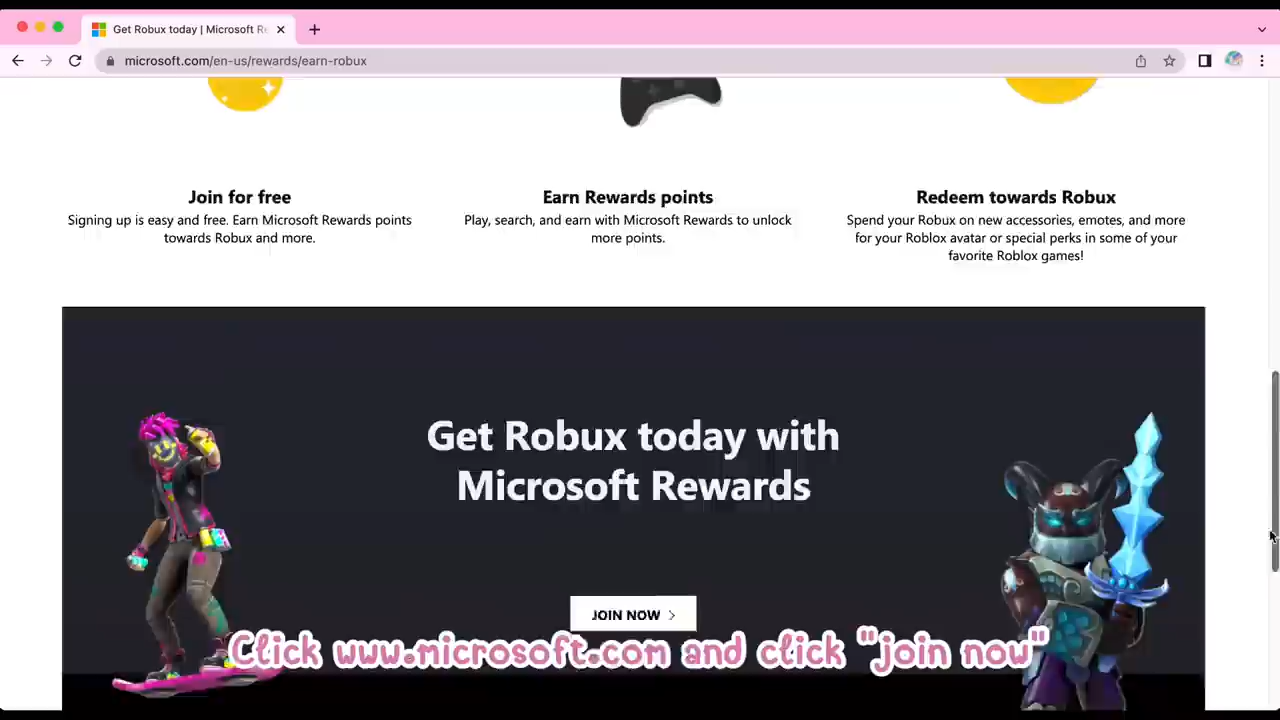 Get Robux today | Microsoft Re
microsoft.com/en-us/rewards/earn-robux
Join for free
Signing up is easy and free. Earn Microsoft Rewards points
towards Robux and more.
Earn Rewards points
Play, search, and earn with Microsoft Rewards to unlock
more points.
Redeem towards Robux
Spend your Robux on new accessories, emotes, and more
for your Roblox avatar or special perks in some of your
favorite Roblox games!
Get Robux today with
Microsoft Rewards
JOIN NOW
Click www.microsoft.com and click "join now"